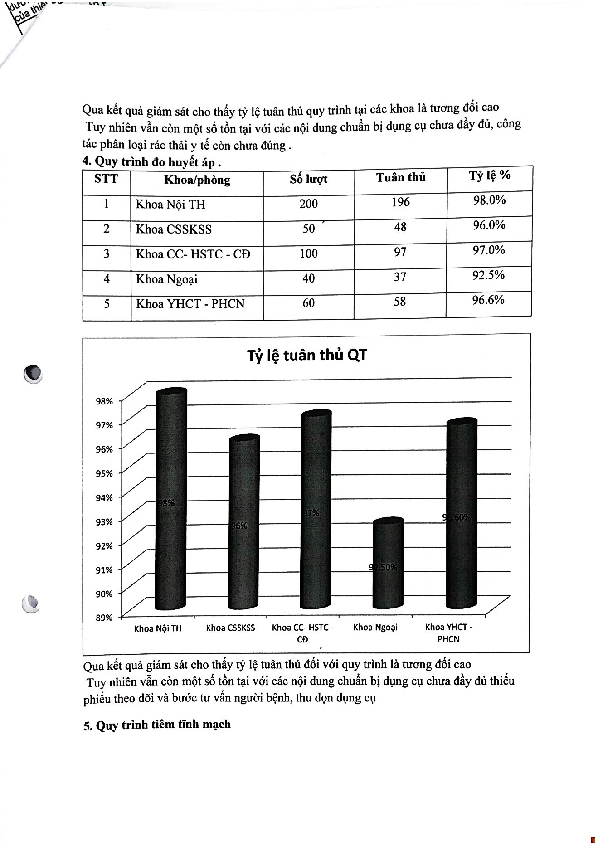 của thiế
Qua kết quả giám sát cho thấy tỷ lệ tuân thủ quy trình tại các khoa là tương đối cao
Tuy nhiên vẫn còn một số tồn tại với các nội dung chuẩn bị dụng cụ chưa đầy đủ, công
tác phân loại rác thải y tế còn chưa đúng .
4. Quy trình đo huyết áp .
STT Khoa/phòng Số lượt Tuân thủ Tỷ lệ %
1 Khoa Nội TH 200 196 98.0%
2 Khoa CSSKSS 50 48 96.0%
3 Khoa CC- HSTC - CĐ 100 97 97.0%
4 Khoa Ngoại 40 37 92.5%
5 Khoa YHCT - PHCN 60 58 96.6%
Tỷ lệ tuân thủ QT
98%
97%
96%
95%
94%
93%
92%
91%
90%
89%
98%
96%
97%
92.50%
96.60%
Khoa Nội TH Khoa CSSKSS Khoa CC- HSTC Khoa Ngoại Khoa YHCT -
CĐ PHCN
Qua kết quả giám sát cho thấy tỷ lệ tuân thủ đối với quy trình là tương đối cao
Tuy nhiên vẫn còn một số tồn tại với các nội dung chuẩn bị dụng cụ chưa đầy đủ thiếu
phiếu theo dõi và bước tư vấn người bệnh, thu dọn dụng cụ
5. Quy trình tiêm tĩnh mạch